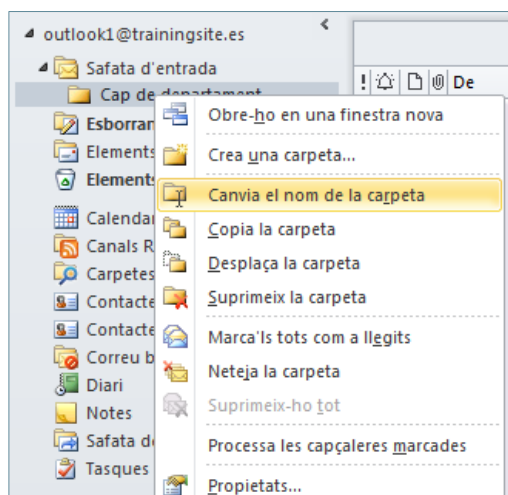 outlook1@trainingsite.es
Safata d'entrada
! De
Cap de departament
Obre-ho en una finestra nova
Esborran
Elements
Crea una carpeta...
Elements
Canvia el nom de la carpeta
Calendar
Copia la carpeta
Canals R
Desplaça la carpeta
Carpetes
Suprimeix la carpeta
Contacte
Contacte
Marca'ls tots com a llegits
Correu b
Neteja la carpeta
Diari
Suprimeix-ho tot
Notes
Safata de
Processa les capçaleres marcades
Tasques
Propietats...